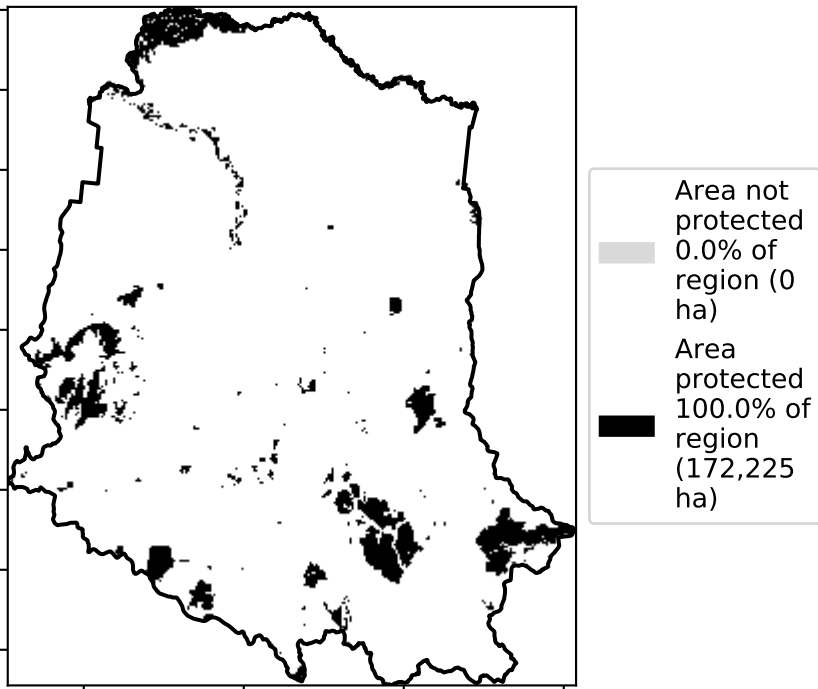 Area not
protected
0.0% of
region (0
ha)
Area
protected
100.0% of
region
(172,225
ha)